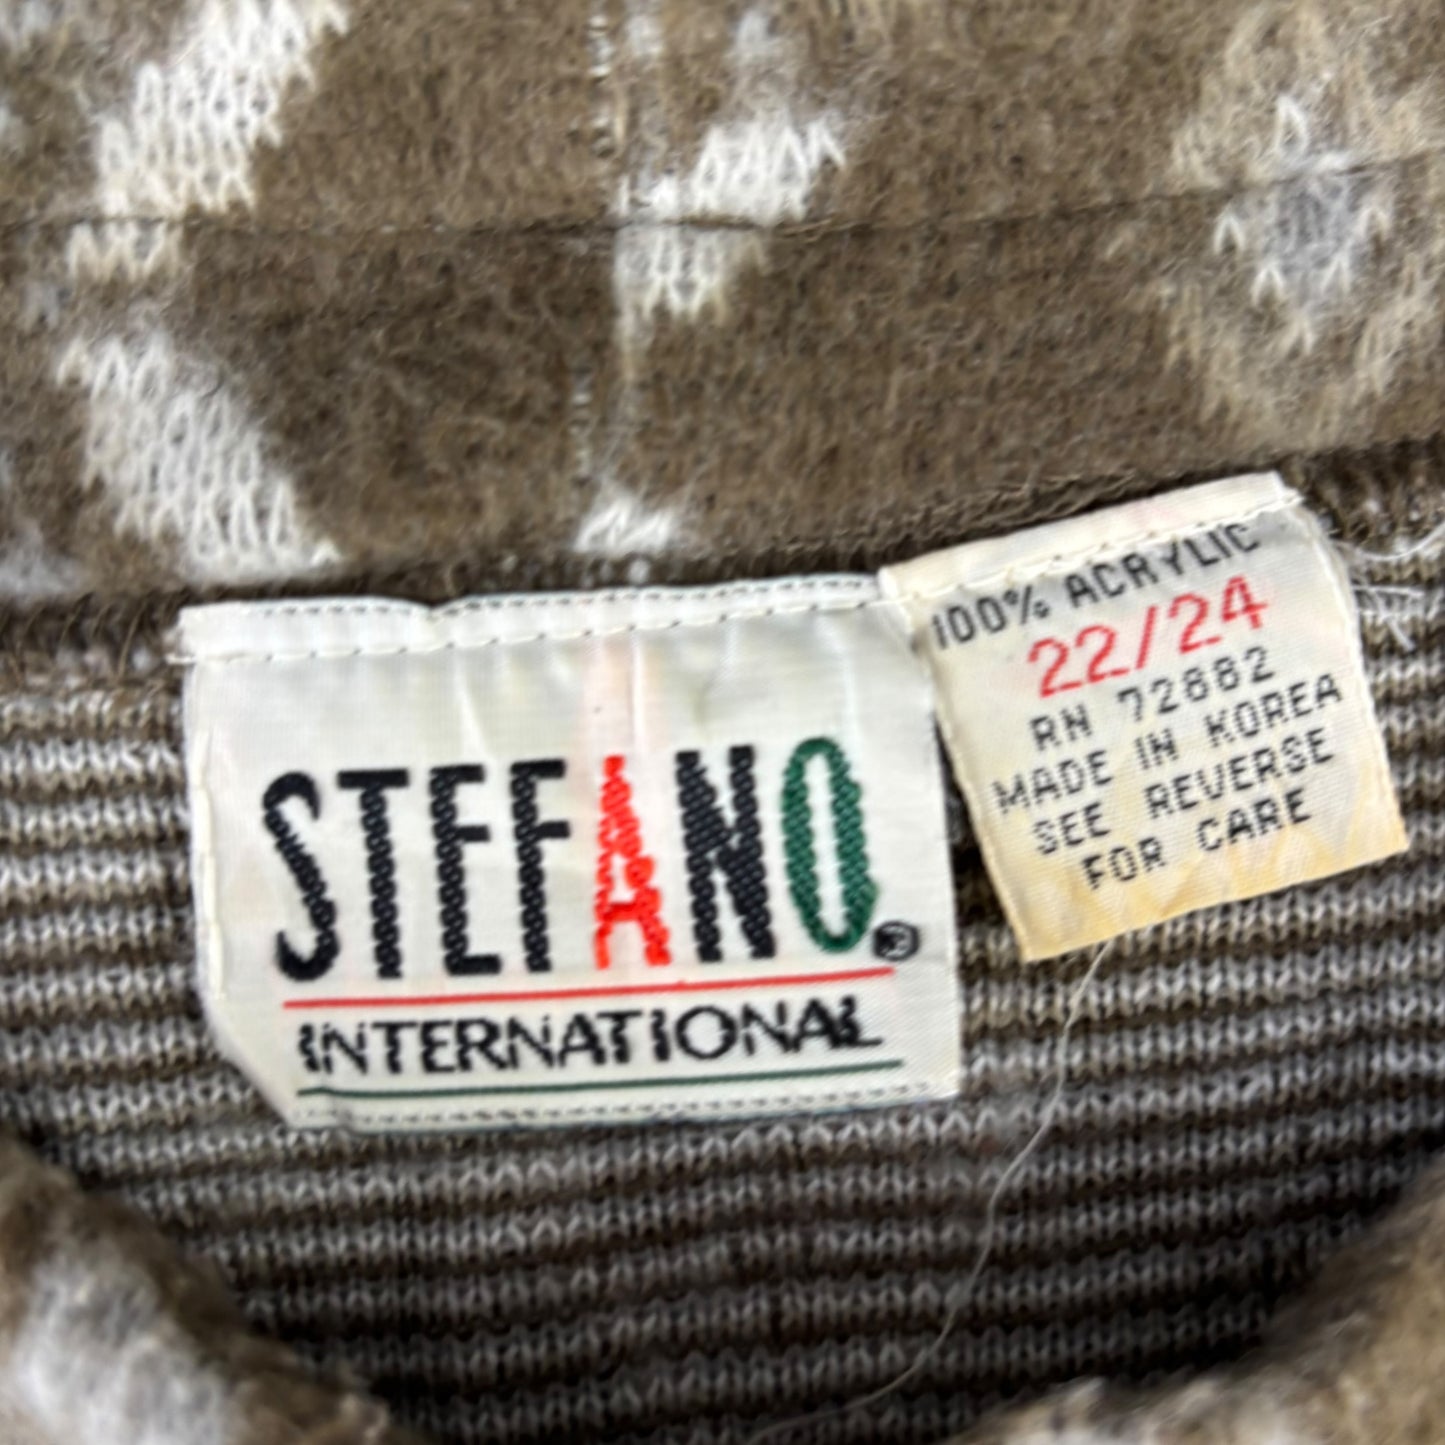 STEFANO®
INTERNATIONAL
100% ACRYLIC
22/24
RN 72882
MADE IN KOREA
SEE REVERSE
FOR CARE